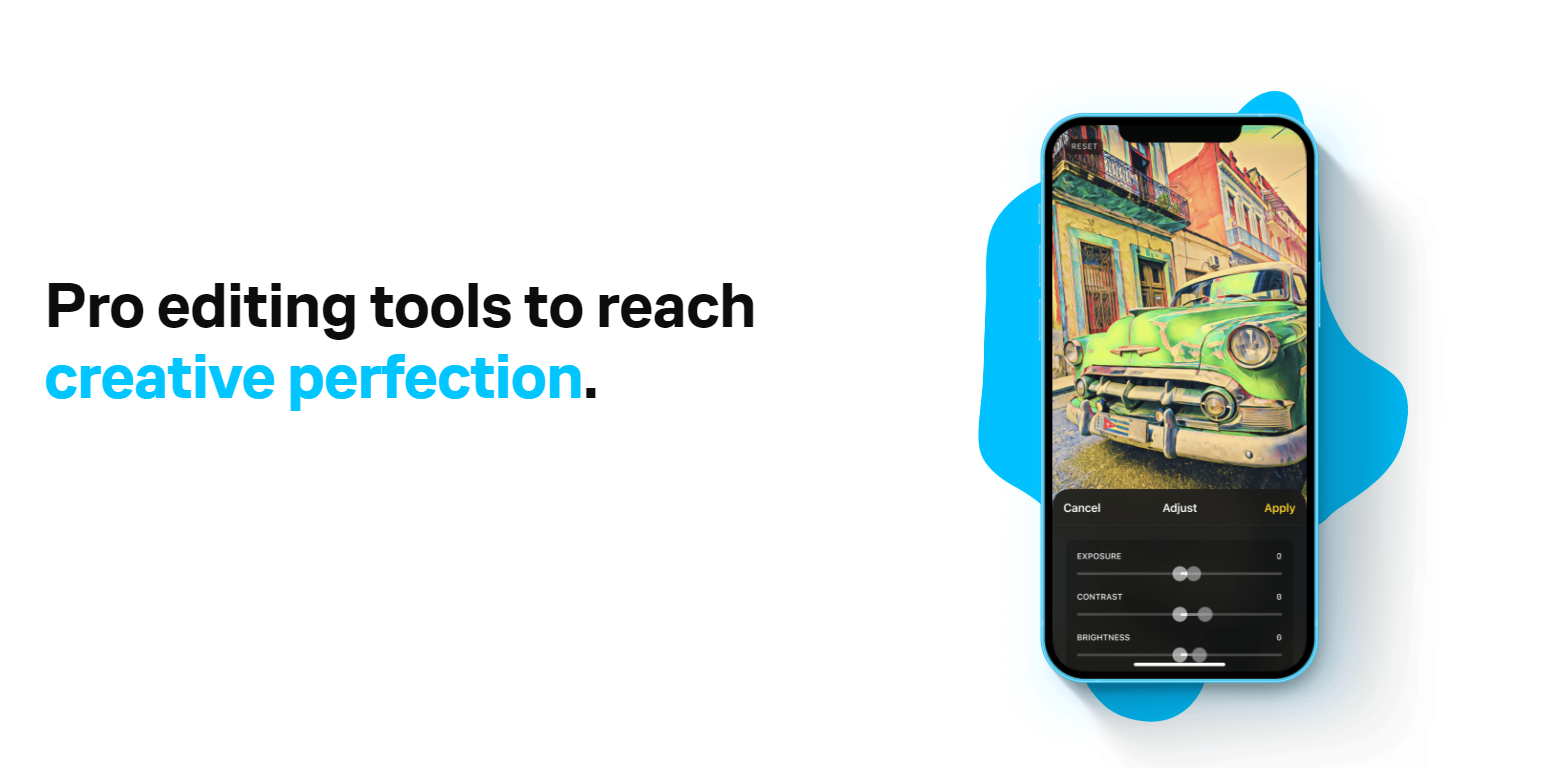 Pro editing tools to reach
creative perfection.
RESET
Cancel Adjust Apply
EXPOSURE 0
CONTRAST 0
BRIGHTNESS 0